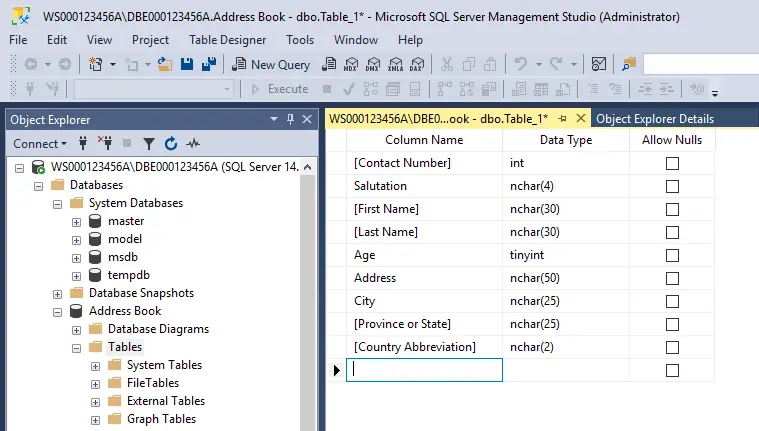 WS000123456A\DBE000123456A.Address Book - dbo.Table_1* - Microsoft SQL Server Management Studio (Administrator)
File Edit View Project Table Designer Tools Window Help
New Query MDX DMX XMLA DAX
Execute
Object Explorer
Connect
WS000123456A\DBE000123456A (SQL Server 14.
Databases
System Databases
master
model
msdb
tempdb
Database Snapshots
Address Book
Database Diagrams
Tables
System Tables
FileTables
External Tables
Graph Tables
WS000123456A\DBE0...ook - dbo.Table_1* Object Explorer Details
Column Name Data Type Allow Nulls
[Contact Number] int
Salutation nchar(4)
[First Name] nchar(30)
[Last Name] nchar(30)
Age tinyint
Address nchar(50)
City nchar(25)
[Province or State] nchar(25)
[Country Abbreviation] nchar(2)